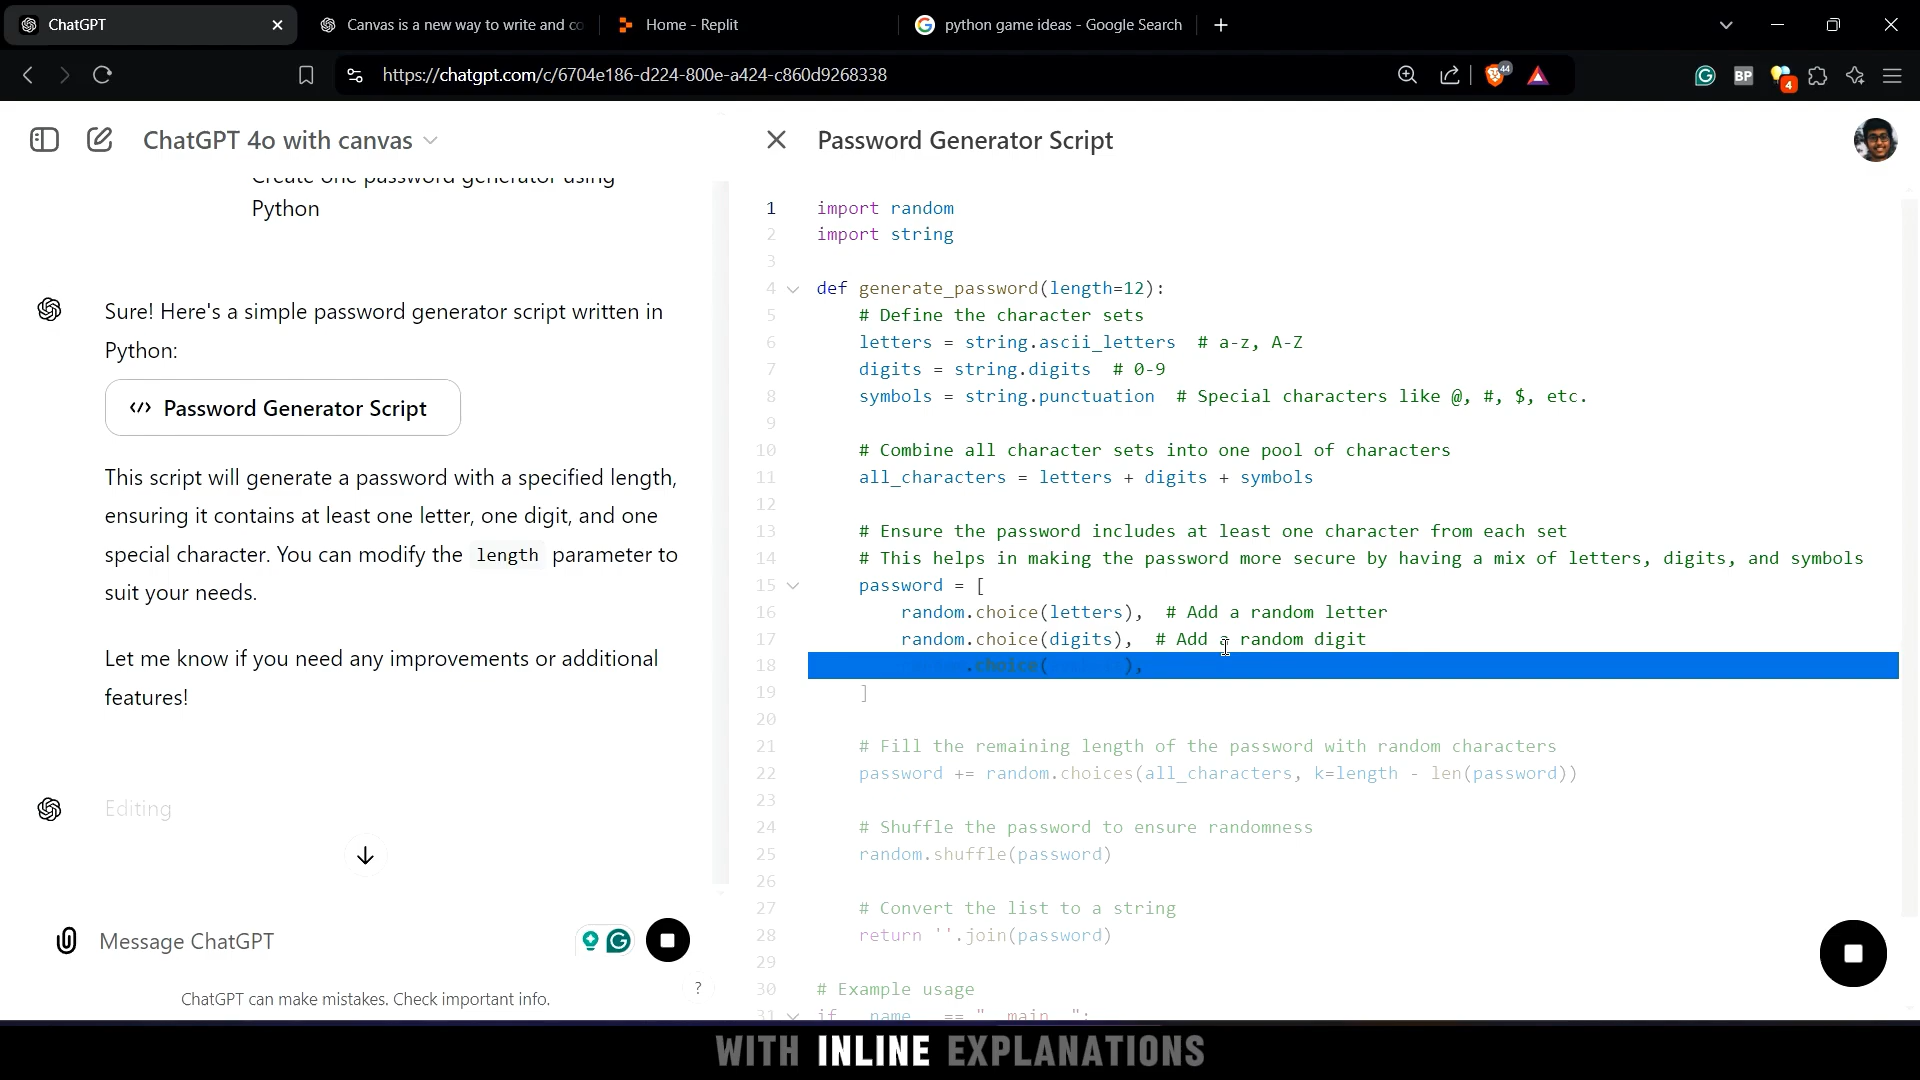 ChatGPT
Canvas is a new way to write and co
Home - Replit
python game ideas - Google Search
https://chatgpt.com/c/6704e186-d224-800e-a424-c860d9268338
44
BP
4
ChatGPT 4o with canvas
Password Generator Script
Create one password generator using
Python
Sure! Here's a simple password generator script written in
Python:
Password Generator Script
This script will generate a password with a specified length,
ensuring it contains at least one letter, one digit, and one
special character. You can modify the length parameter to
suit your needs.
Let me know if you need any improvements or additional
features!
Editing
Message ChatGPT
ChatGPT can make mistakes. Check important info.
?
1 import random
2 import string
3
4 def generate_password(length=12):
5 # Define the character sets
6 letters = string.ascii_letters # a-z, A-Z
7 digits = string.digits # 0-9
8 symbols = string.punctuation # Special characters like @, #, $, etc.
9
10 # Combine all character sets into one pool of characters
11 all_characters = letters + digits + symbols
12
13 # Ensure the password includes at least one character from each set
14 # This helps in making the password more secure by having a mix of letters, digits, and symbols
15 password = [
16 random.choice(letters), # Add a random letter
17 random.choice(digits), # Add a random digit
18 .choice( ),
19 ]
20
21 # Fill the remaining length of the password with random characters
22 password += random.choices(all_characters, k=length - len(password))
23
24 # Shuffle the password to ensure randomness
25 random.shuffle(password)
26
27 # Convert the list to a string
28 return ''.join(password)
29
30 # Example usage
31 if __name__ == "__main__":
WITH INLINE EXPLANATIONS